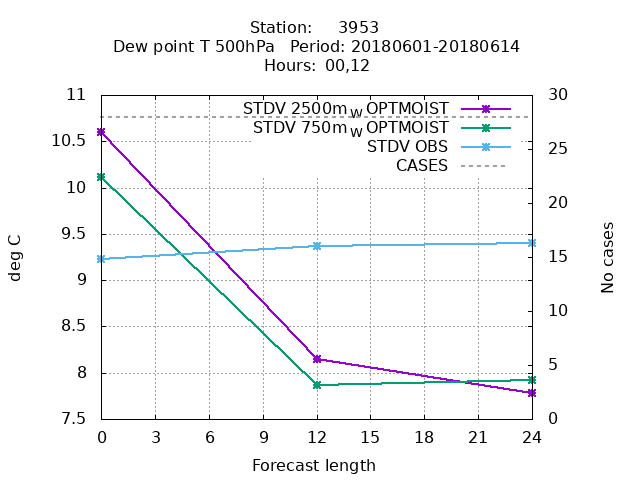 Station: 3953
Dew point T 500hPa Period: 20180601-20180614
Hours: 00,12
STDV 2500m_W OPTMOIST
STDV 750m_W OPTMOIST
STDV OBS
CASES
11
10.5
10
9.5
9
8.5
8
7.5
deg C
30
25
20
15
10
5
0
No cases
0 3 6 9 12 15 18 21 24
Forecast length